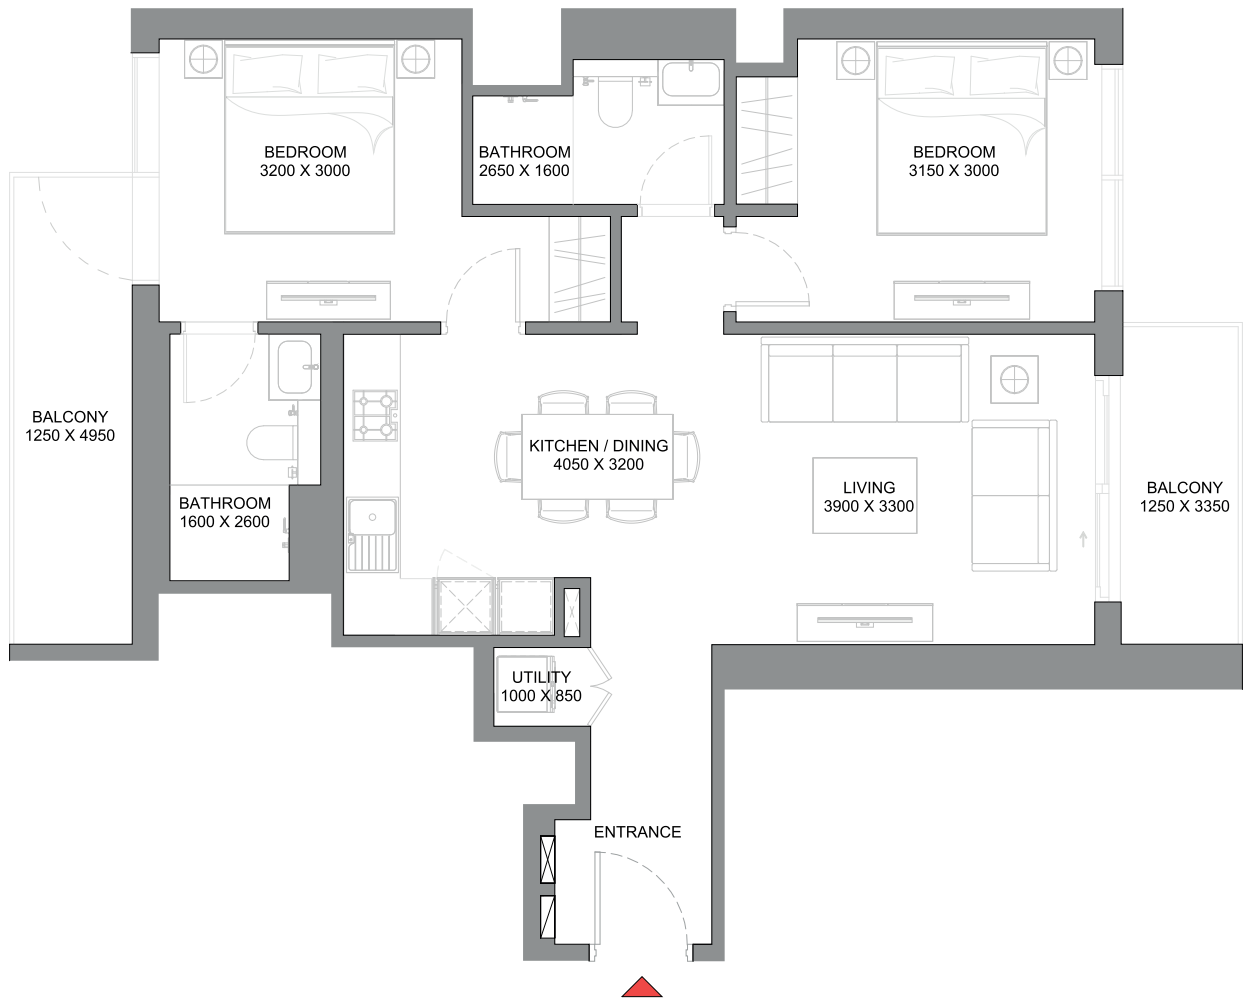 BEDROOM
3200 X 3000
BATHROOM
2650 X 1600
BEDROOM
3150 X 3000
BALCONY
1250 X 4950
BATHROOM
1600 X 2600
KITCHEN / DINING
4050 X 3200
LIVING
3900 X 3300
BALCONY
1250 X 3350
UTILITY
1000 X 850
ENTRANCE